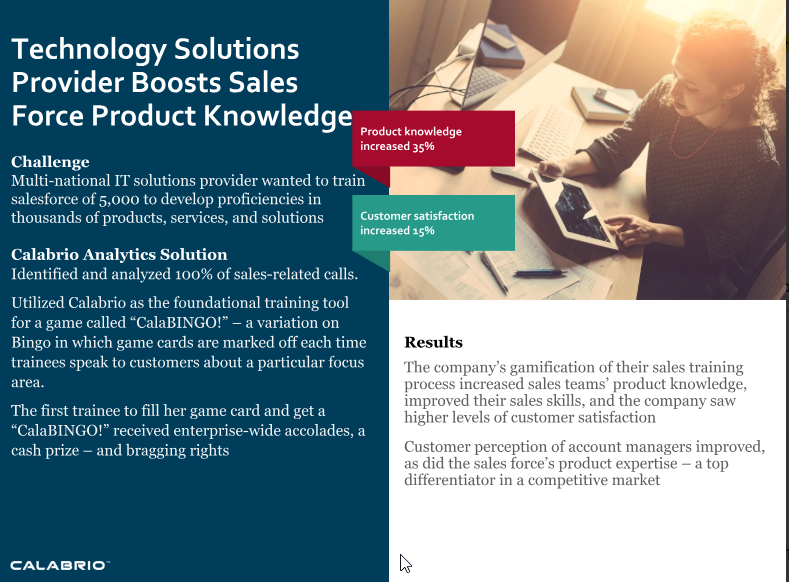 Technology Solutions
Provider Boosts Sales
Force Product Knowledge
Challenge
Multi-national IT solutions provider wanted to train
salesforce of 5,000 to develop proficiencies in
thousands of products, services, and solutions
Calabrio Analytics Solution
Identified and analyzed 100% of sales-related calls.
Utilized Calabrio as the foundational training tool
for a game called “CalaBINGO!” – a variation on
Bingo in which game cards are marked off each time
trainees speak to customers about a particular focus
area.
The first trainee to fill her game card and get a
“CalaBINGO!” received enterprise-wide accolades, a
cash prize – and bragging rights
CALABRIO™
Product knowledge
increased 35%
Customer satisfaction
increased 15%
Results
The company’s gamification of their sales training
process increased sales teams’ product knowledge,
improved their sales skills, and the company saw
higher levels of customer satisfaction
Customer perception of account managers improved,
as did the sales force’s product expertise – a top
differentiator in a competitive market